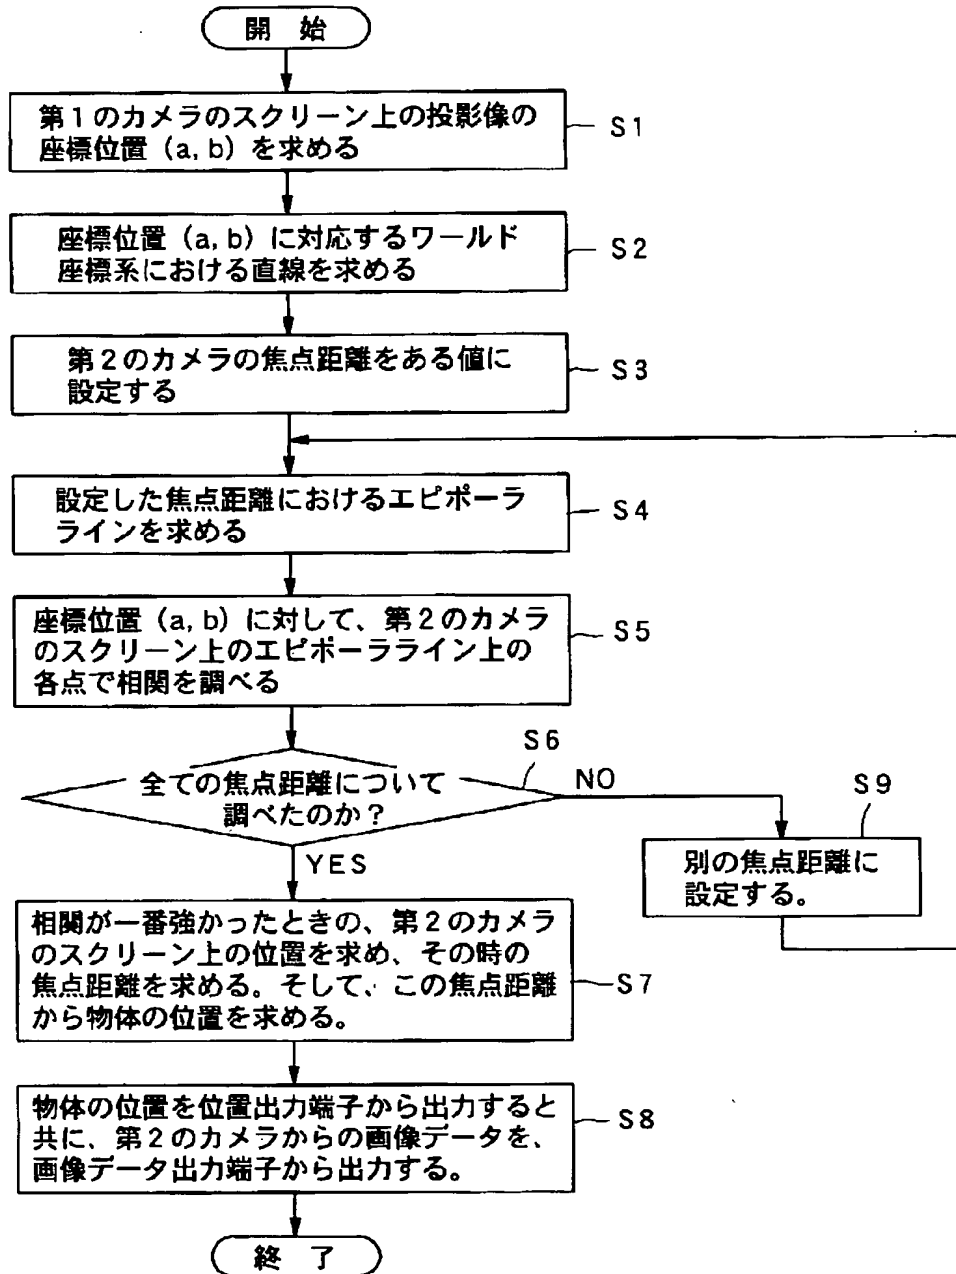 開 始
第1のカメラのスクリーン上の投影像の
座標位置 (a, b) を求める
S1
座標位置 (a, b) に対応するワールド
座標系における直線を求める
S2
第2のカメラの焦点距離をある値に
設定する
S3
設定した焦点距離におけるエピポーラ
ラインを求める
S4
座標位置 (a, b) に対して、第2のカメラ
のスクリーン上のエピポーラライン上の
各点で相関を調べる
S5
S6
全ての焦点距離について
調べたのか?
NO
YES
S9
別の焦点距離に
設定する。
相関が一番強かったときの、第2のカメラ
のスクリーン上の位置を求め、その時の
焦点距離を求める。そして、この焦点距離
から物体の位置を求める。
S7
物体の位置を位置出力端子から出力すると
共に、第2のカメラからの画像データを、
画像データ出力端子から出力する。
S8
終 了